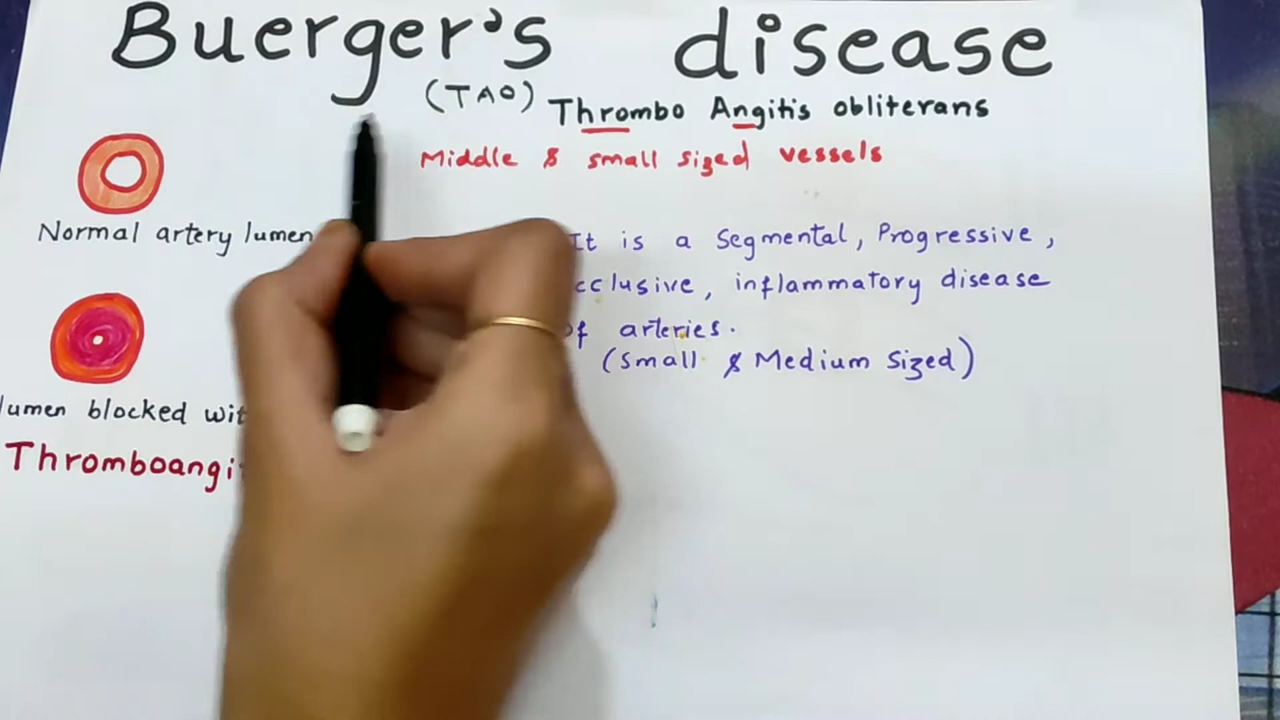 Buerger's disease
(TAO) Thrombo Angitis obliterans
Middle & small sized vessels
Normal artery lumen
It is a Segmental, Progressive,
cclusive, inflammatory disease
of arteries.
(Small & Medium Sized)
lumen blocked wit
Thromboangi